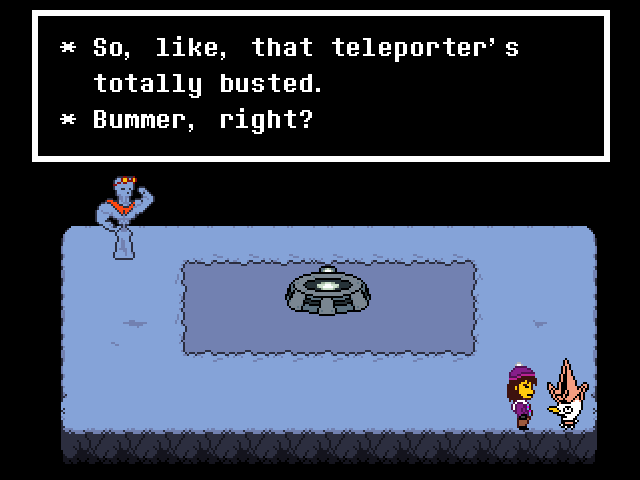 * So, like, that teleporter's
totally busted.
* Bummer, right?